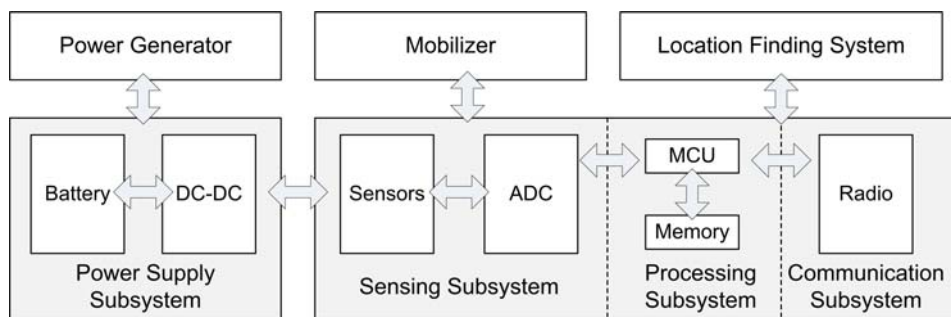 Power Generator
Mobilizer
Location Finding System
Battery
DC-DC
Sensors
ADC
MCU
Memory
Radio
Power Supply
Subsystem
Sensing Subsystem
Processing
Subsystem
Communication
Subsystem